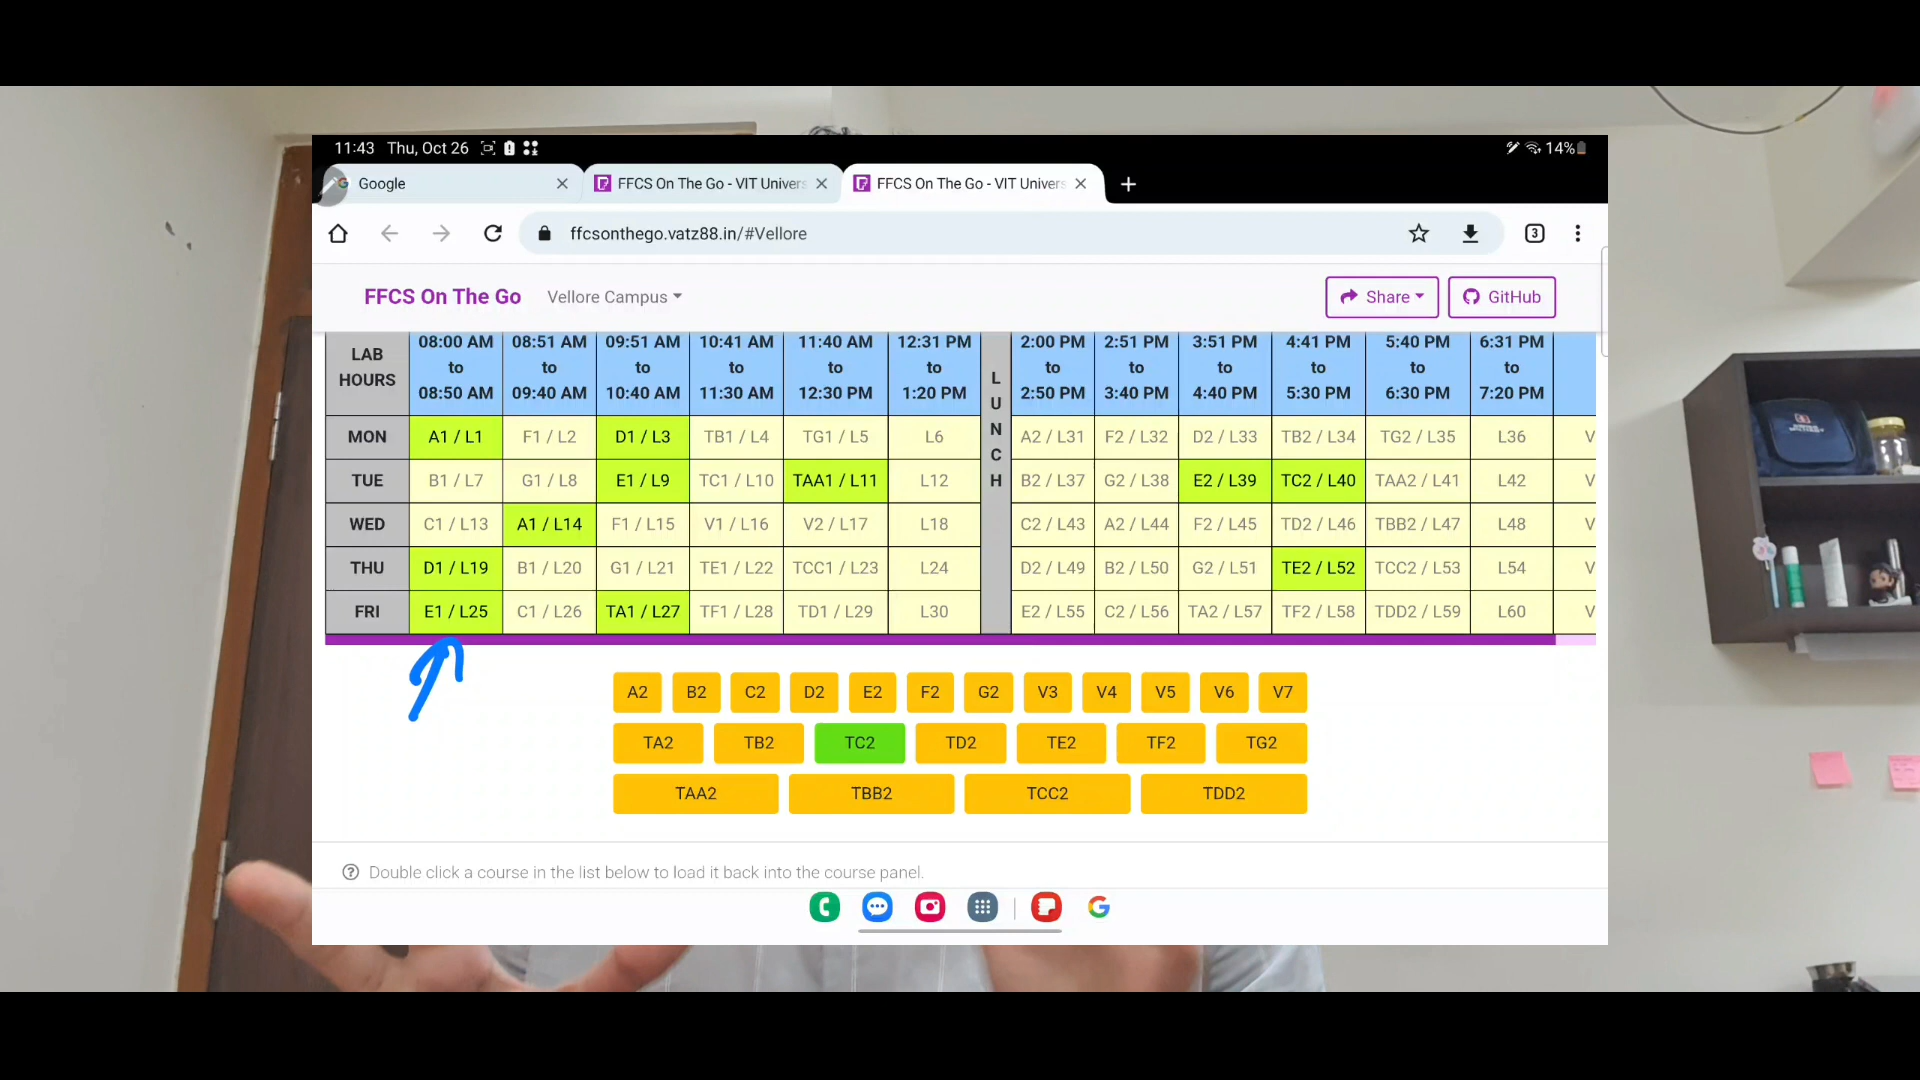 11:43 Thu, Oct 26 14%
Google
FFCS On The Go - VIT Univers
FFCS On The Go - VIT Univers
ffcsonthego.vatz88.in/#Vellore
3
FFCS On The Go Vellore Campus Share GitHub
LAB HOURS 08:00 AM to 08:50 AM 08:51 AM to 09:40 AM 09:51 AM to 10:40 AM 10:41 AM to 11:30 AM 11:40 AM to 12:30 PM 12:31 PM to 1:20 PM LUNCH 2:00 PM to 2:50 PM 2:51 PM to 3:40 PM 3:51 PM to 4:40 PM 4:41 PM to 5:30 PM 5:40 PM to 6:30 PM 6:31 PM to 7:20 PM
MON A1 / L1 F1 / L2 D1 / L3 TB1 / L4 TG1 / L5 L6 A2 / L31 F2 / L32 D2 / L33 TB2 / L34 TG2 / L35 L36 V
TUE B1 / L7 G1 / L8 E1 / L9 TC1 / L10 TAA1 / L11 L12 B2 / L37 G2 / L38 E2 / L39 TC2 / L40 TAA2 / L41 L42 V
WED C1 / L13 A1 / L14 F1 / L15 V1 / L16 V2 / L17 L18 C2 / L43 A2 / L44 F2 / L45 TD2 / L46 TBB2 / L47 L48 V
THU D1 / L19 B1 / L20 G1 / L21 TE1 / L22 TCC1 / L23 L24 D2 / L49 B2 / L50 G2 / L51 TE2 / L52 TCC2 / L53 L54 V
FRI E1 / L25 C1 / L26 TA1 / L27 TF1 / L28 TD1 / L29 L30 E2 / L55 C2 / L56 TA2 / L57 TF2 / L58 TDD2 / L59 L60 V
A2 B2 C2 D2 E2 F2 G2 V3 V4 V5 V6 V7
TA2 TB2 TC2 TD2 TE2 TF2 TG2
TAA2 TBB2 TCC2 TDD2
Double click a course in the list below to load it back into the course panel.